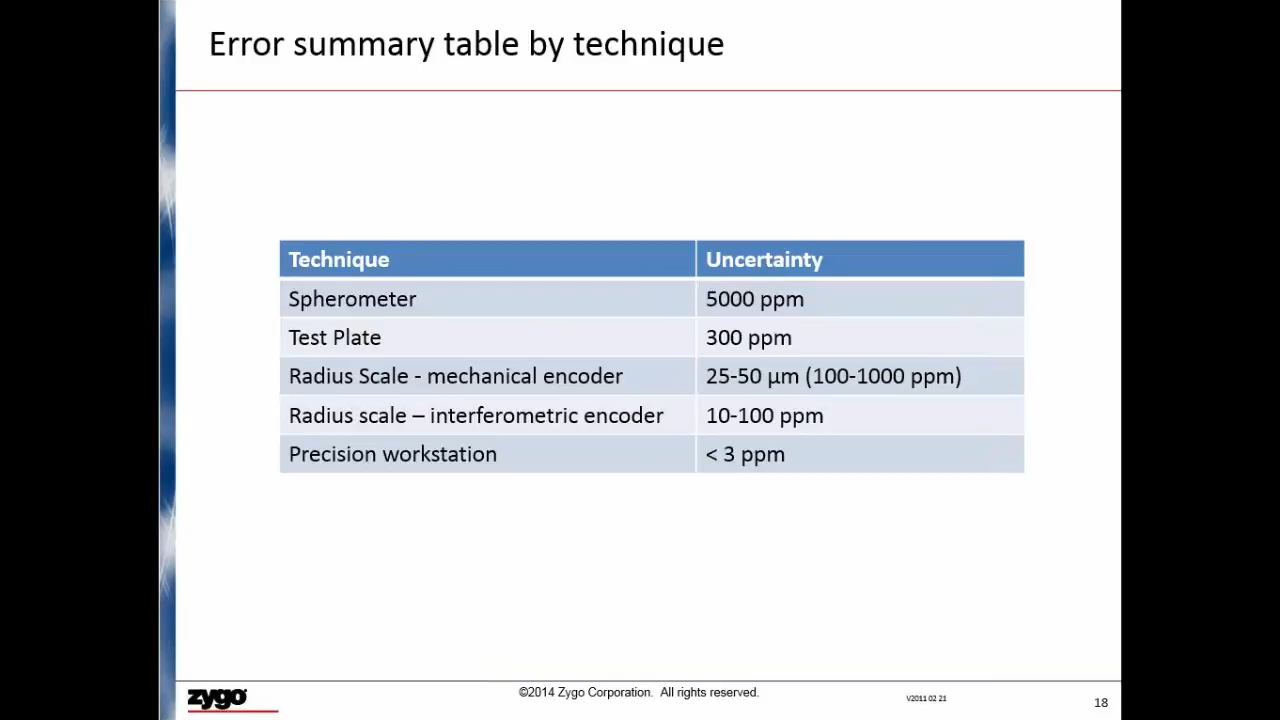 Error summary table by technique
Technique Uncertainty
Spherometer 5000 ppm
Test Plate 300 ppm
Radius Scale - mechanical encoder 25-50 µm (100-1000 ppm)
Radius scale – interferometric encoder 10-100 ppm
Precision workstation < 3 ppm
zygo
©2014 Zygo Corporation. All rights reserved.
V2011 02 21
18